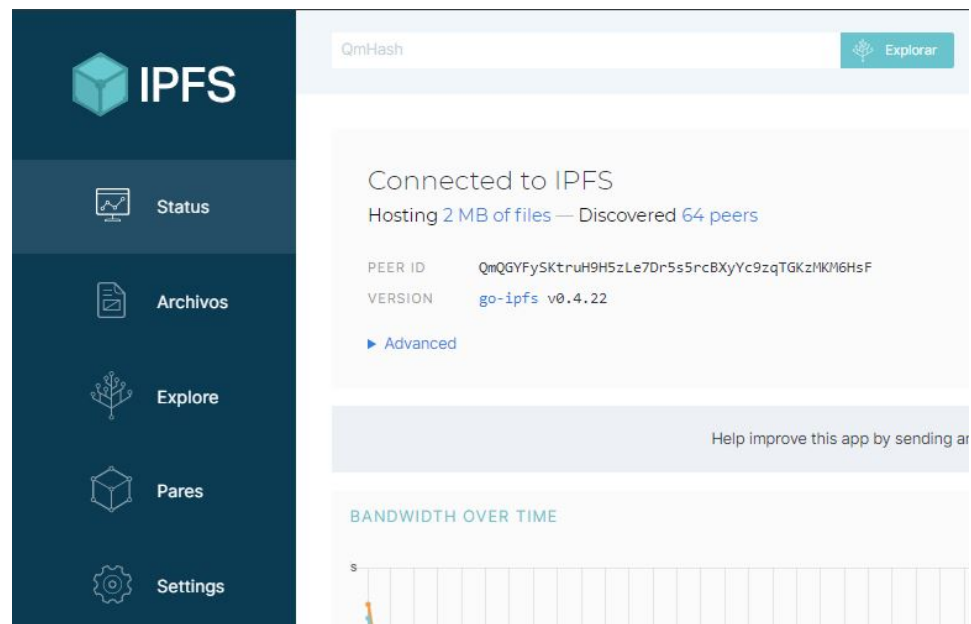 IPFS
Status
Archivos
Explore
Pares
Settings
QmHash
Explorar
Connected to IPFS
Hosting 2 MB of files — Discovered 64 peers
PEER ID QmQGYFySKtruH9H5zLe7Dr5s5rcBXyYc9zqTGKzMKM6HsF
VERSION go-ipfs v0.4.22
▶ Advanced
Help improve this app by sending an
BANDWIDTH OVER TIME
s